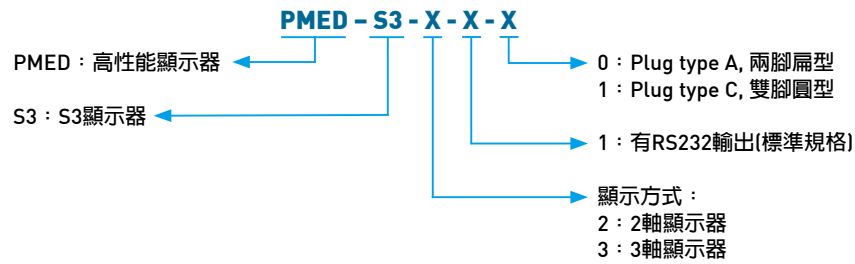 PMED – S3 - X - X - X
PMED：高性能顯示器
S3：S3顯示器
0：Plug type A, 兩腳扁型
1：Plug type C, 雙腳圓型
1：有RS232輸出(標準規格)
顯示方式：
2：2軸顯示器
3：3軸顯示器